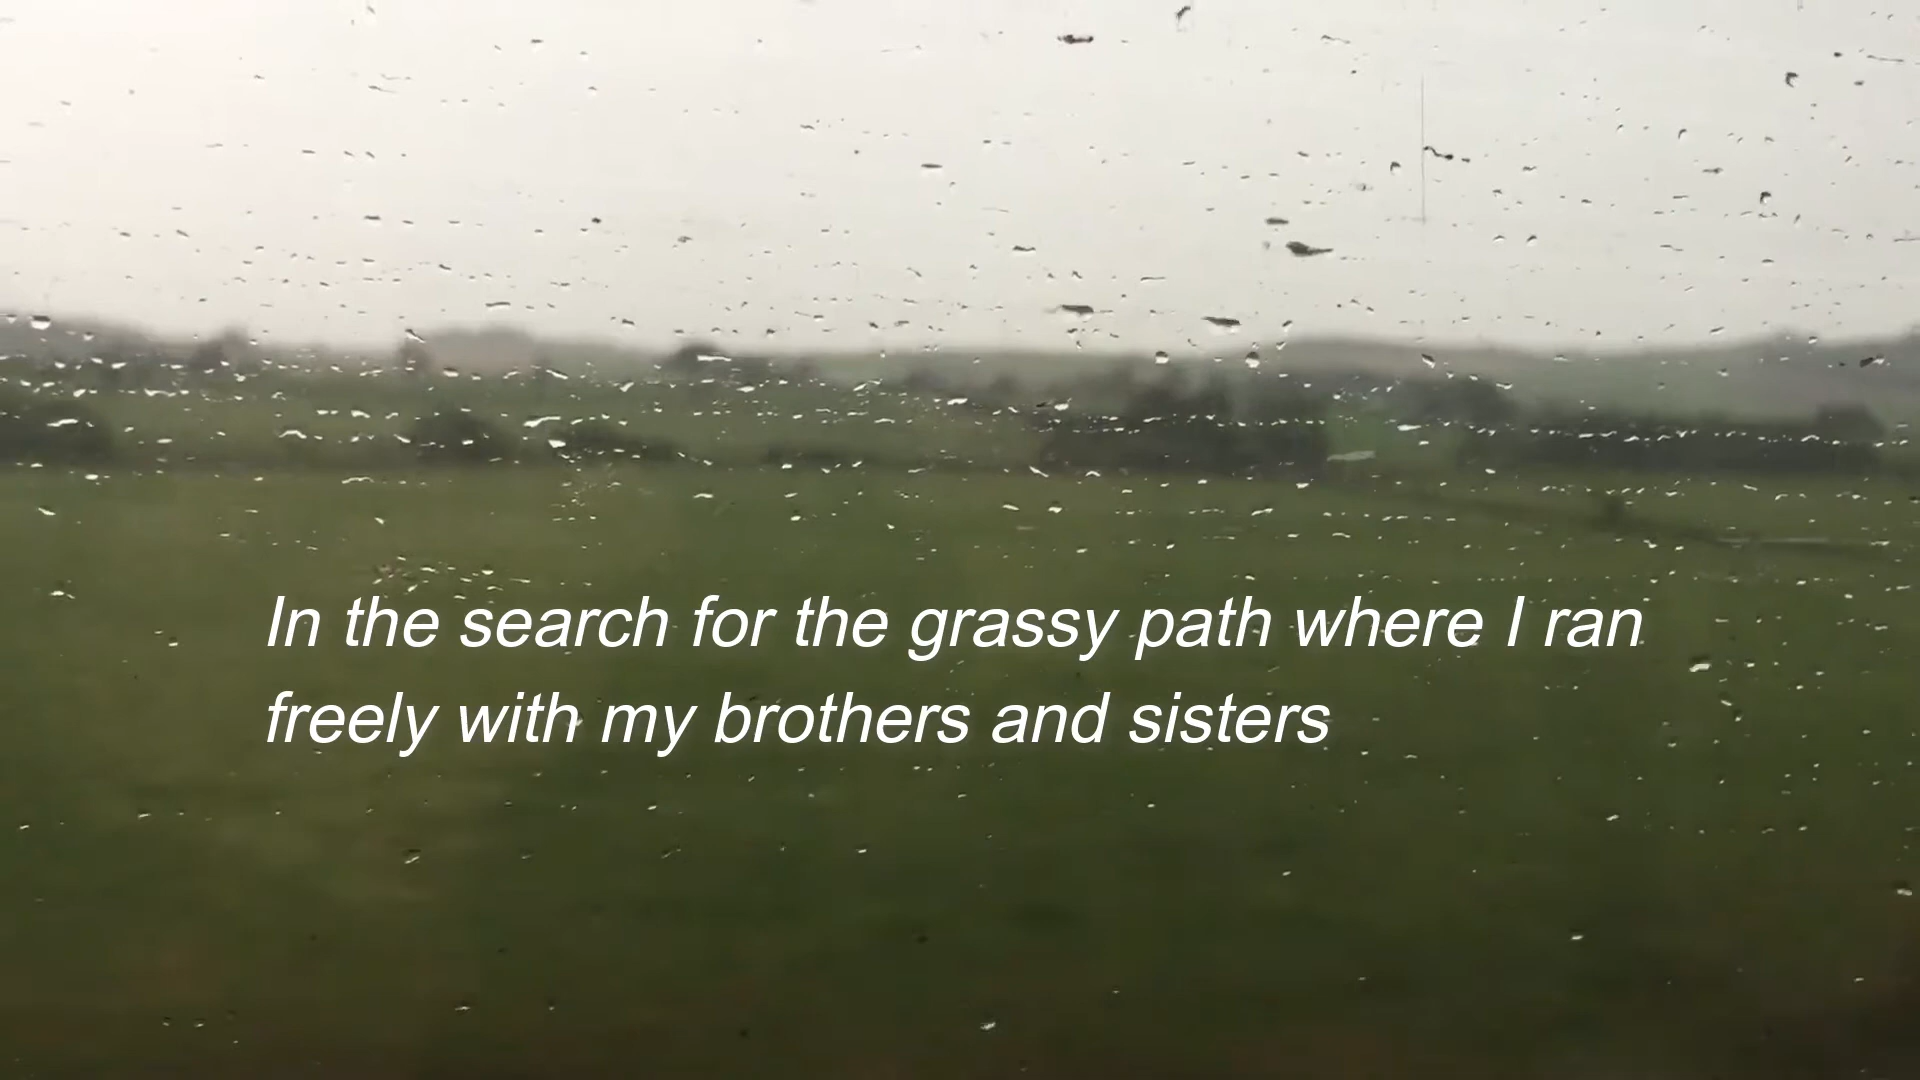 In the search for the grassy path where I ran
freely with my brothers and sisters